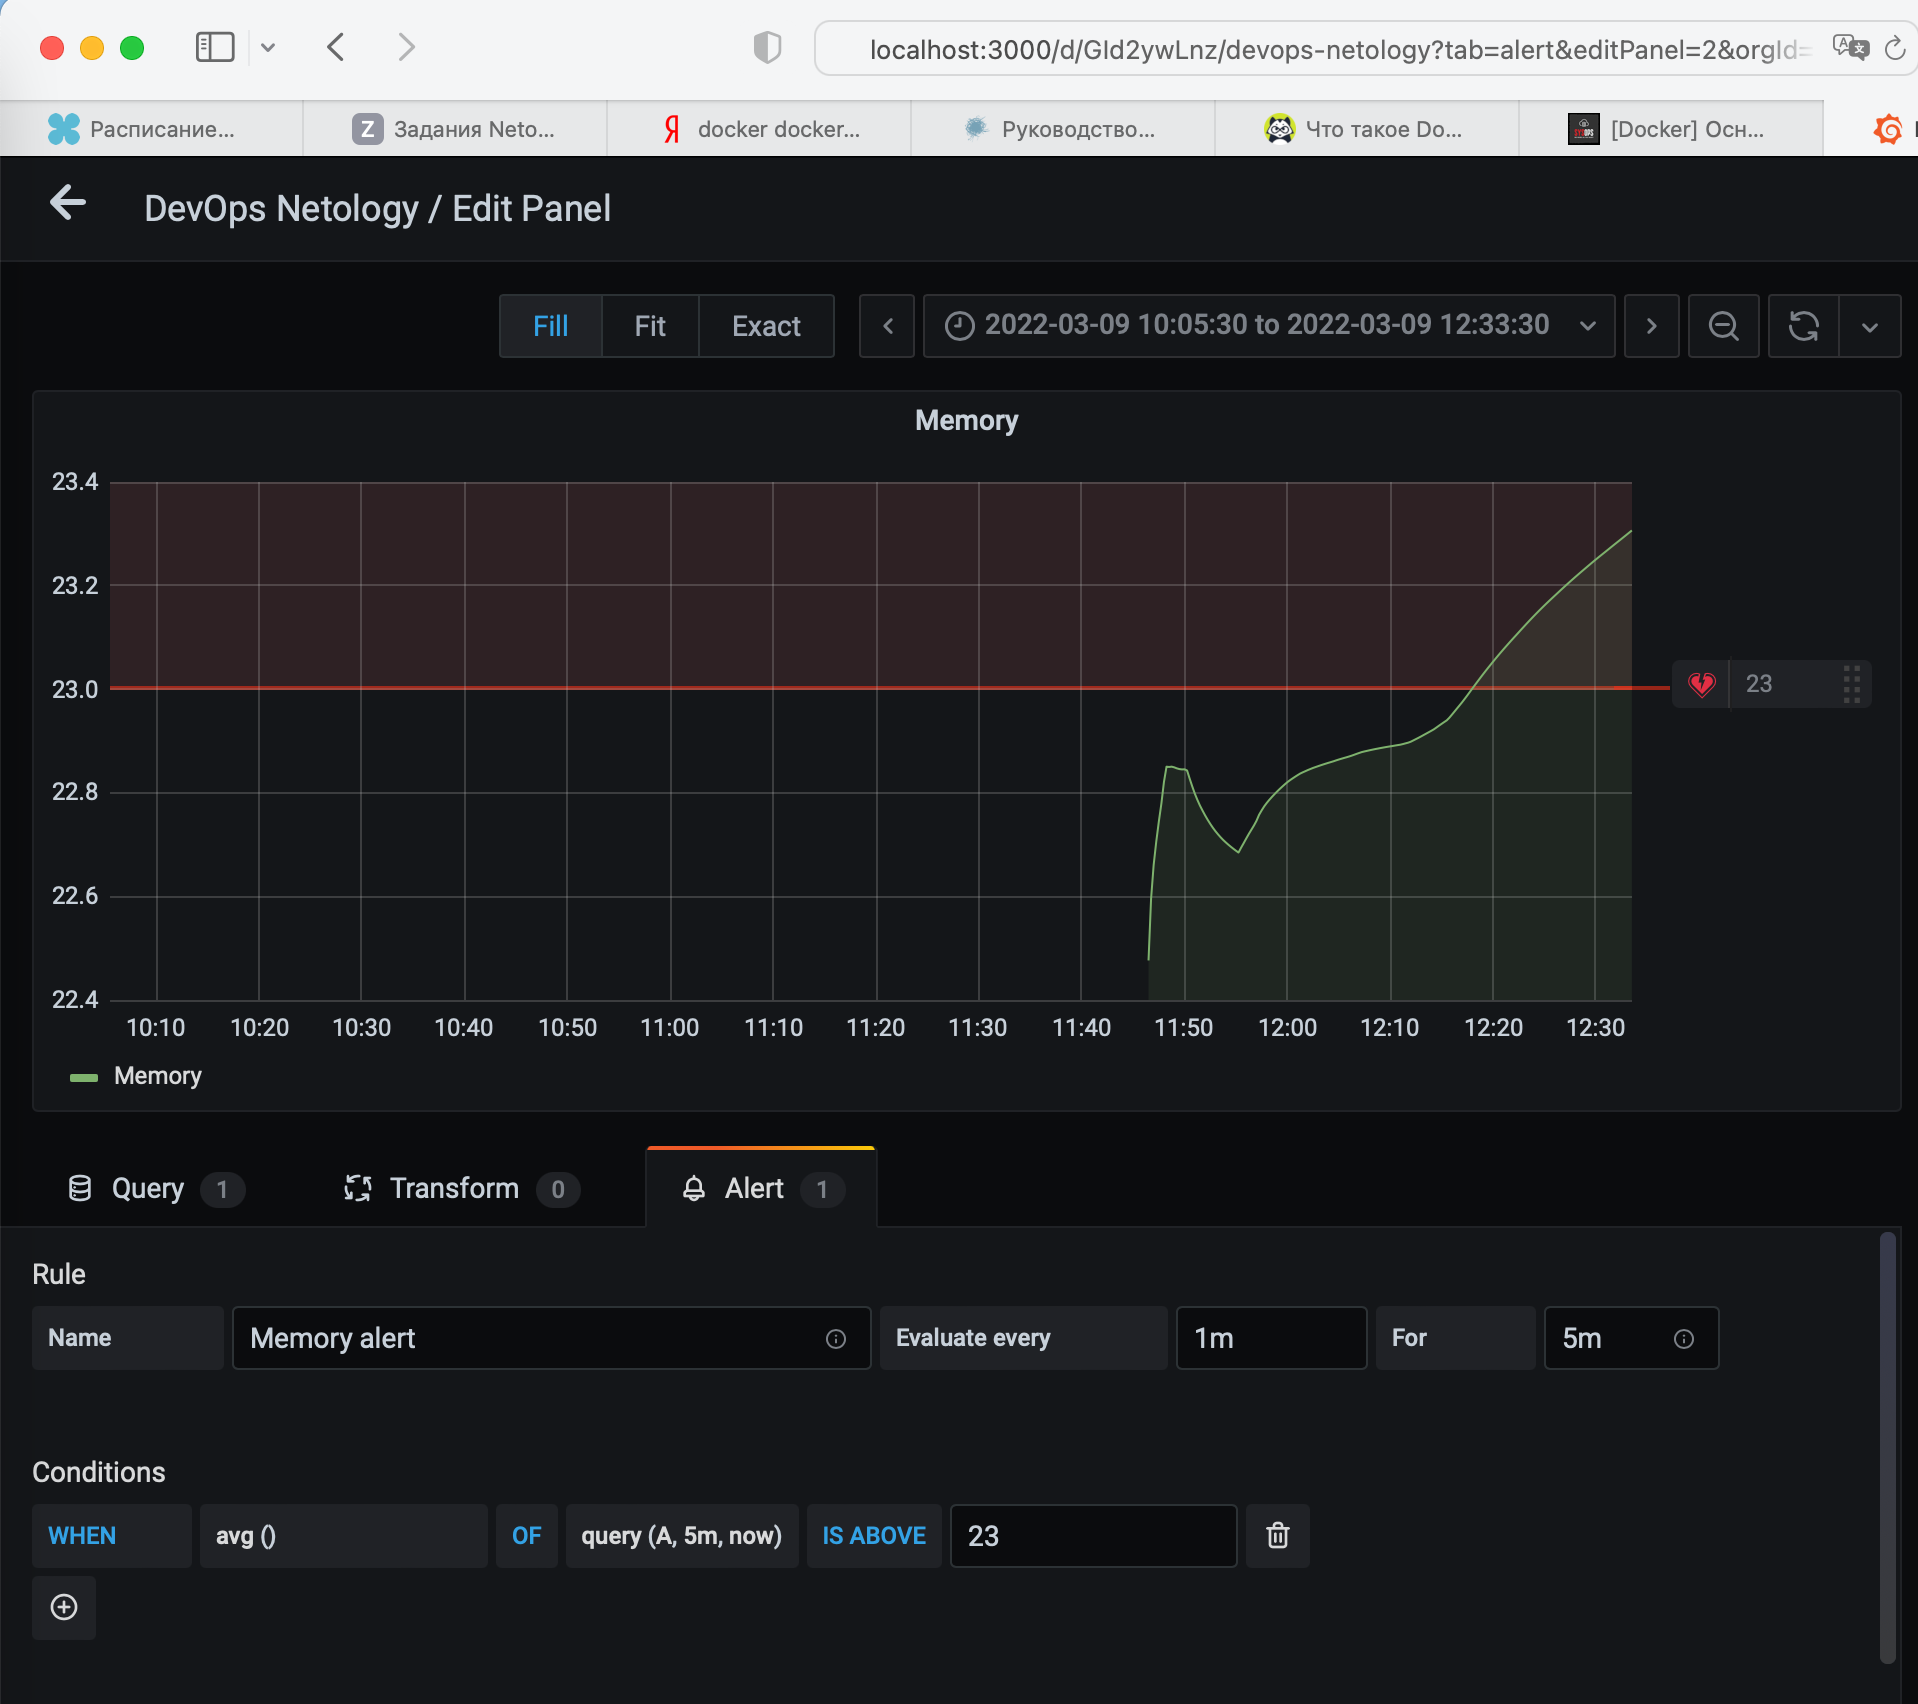 localhost:3000/d/GId2ywLnz/devops-netology?tab=alert&editPanel=2&orgId=
Расписание... Задания Neto... docker docker... Руководство... Что такое Do... [Docker] Осн...
DevOps Netology / Edit Panel
Fill Fit Exact 2022-03-09 10:05:30 to 2022-03-09 12:33:30
Memory
23.4
23.2
23.0
23
22.8
22.6
22.4
10:10 10:20 10:30 10:40 10:50 11:00 11:10 11:20 11:30 11:40 11:50 12:00 12:10 12:20 12:30
Memory
Query 1 Transform 0 Alert 1
Rule
Name Memory alert Evaluate every 1m For 5m
Conditions
WHEN avg () OF query (A, 5m, now) IS ABOVE 23